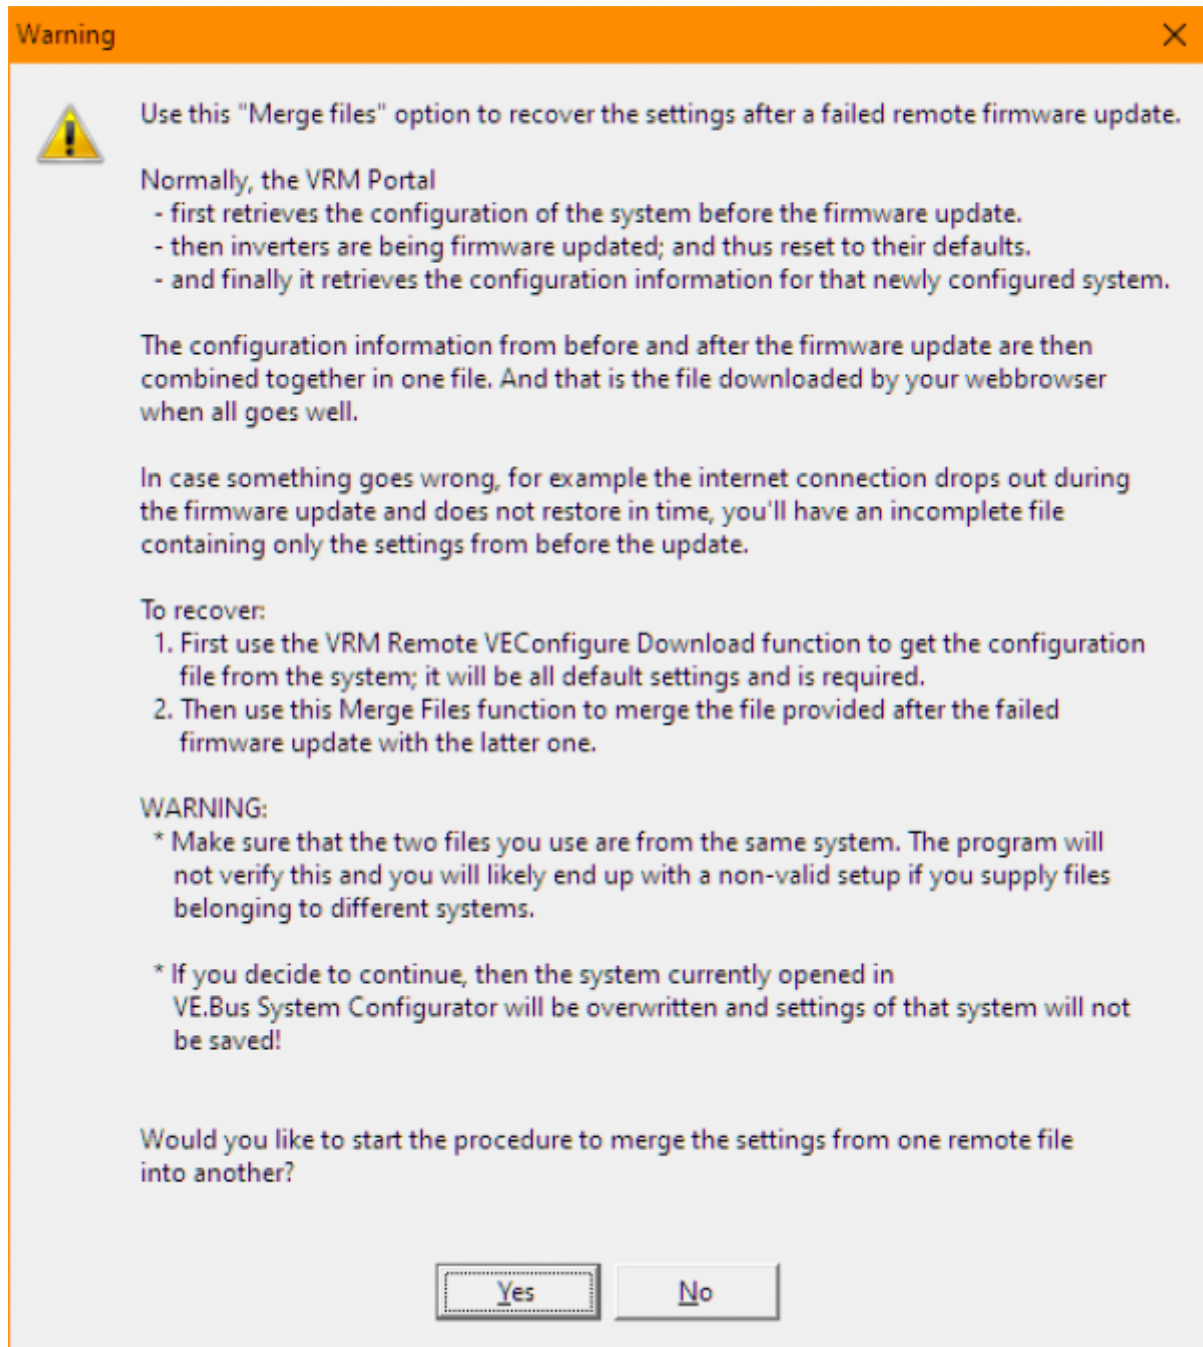 Warning
Use this "Merge files" option to recover the settings after a failed remote firmware update.
Normally, the VRM Portal
- first retrieves the configuration of the system before the firmware update.
- then inverters are being firmware updated; and thus reset to their defaults.
- and finally it retrieves the configuration information for that newly configured system.
The configuration information from before and after the firmware update are then
combined together in one file. And that is the file downloaded by your webbrowser
when all goes well.
In case something goes wrong, for example the internet connection drops out during
the firmware update and does not restore in time, you'll have an incomplete file
containing only the settings from before the update.
To recover:
1. First use the VRM Remote VEConfigure Download function to get the configuration
file from the system; it will be all default settings and is required.
2. Then use this Merge Files function to merge the file provided after the failed
firmware update with the latter one.
WARNING:
* Make sure that the two files you use are from the same system. The program will
not verify this and you will likely end up with a non-valid setup if you supply files
belonging to different systems.
* If you decide to continue, then the system currently opened in
VE.Bus System Configurator will be overwritten and settings of that system will not
be saved!
Would you like to start the procedure to merge the settings from one remote file
into another?
Yes No